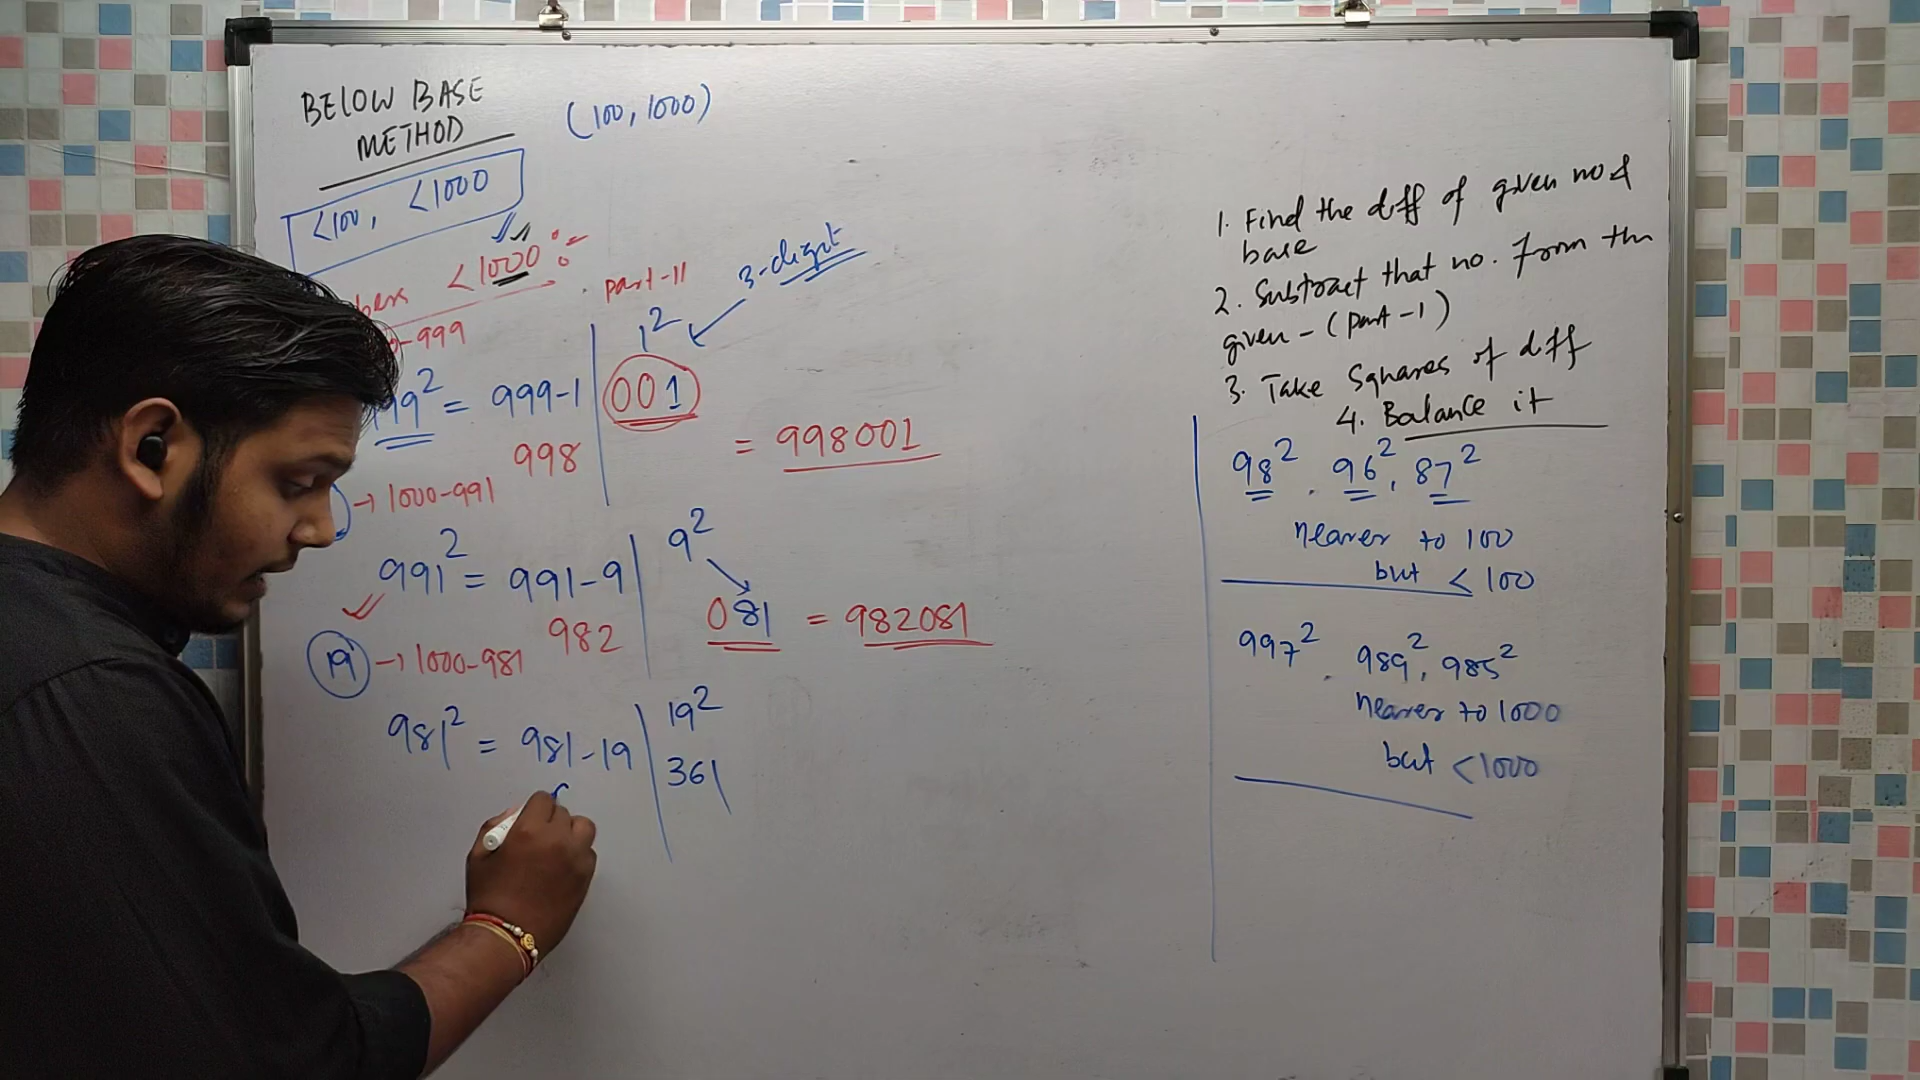 BELOW BASE
METHOD
(100, 1000)
<100, <1000
<1000 :-
part-II
3-digit
-999
1²
99² = 999-1 | 001
998
= 998001
→ 1000-991
9²
991² = 991-9 | 081 = 982081
982
19 → 1000-981
19²
981² = 981-19 | 361
1. Find the diff of given no &
base
2. Subtract that no. from the
given - (part -1)
3. Take Squares of diff
4. Balance it
98², 96², 87²
nearer to 100
but < 100
997², 989², 985²
nearer to 1000
but <1000